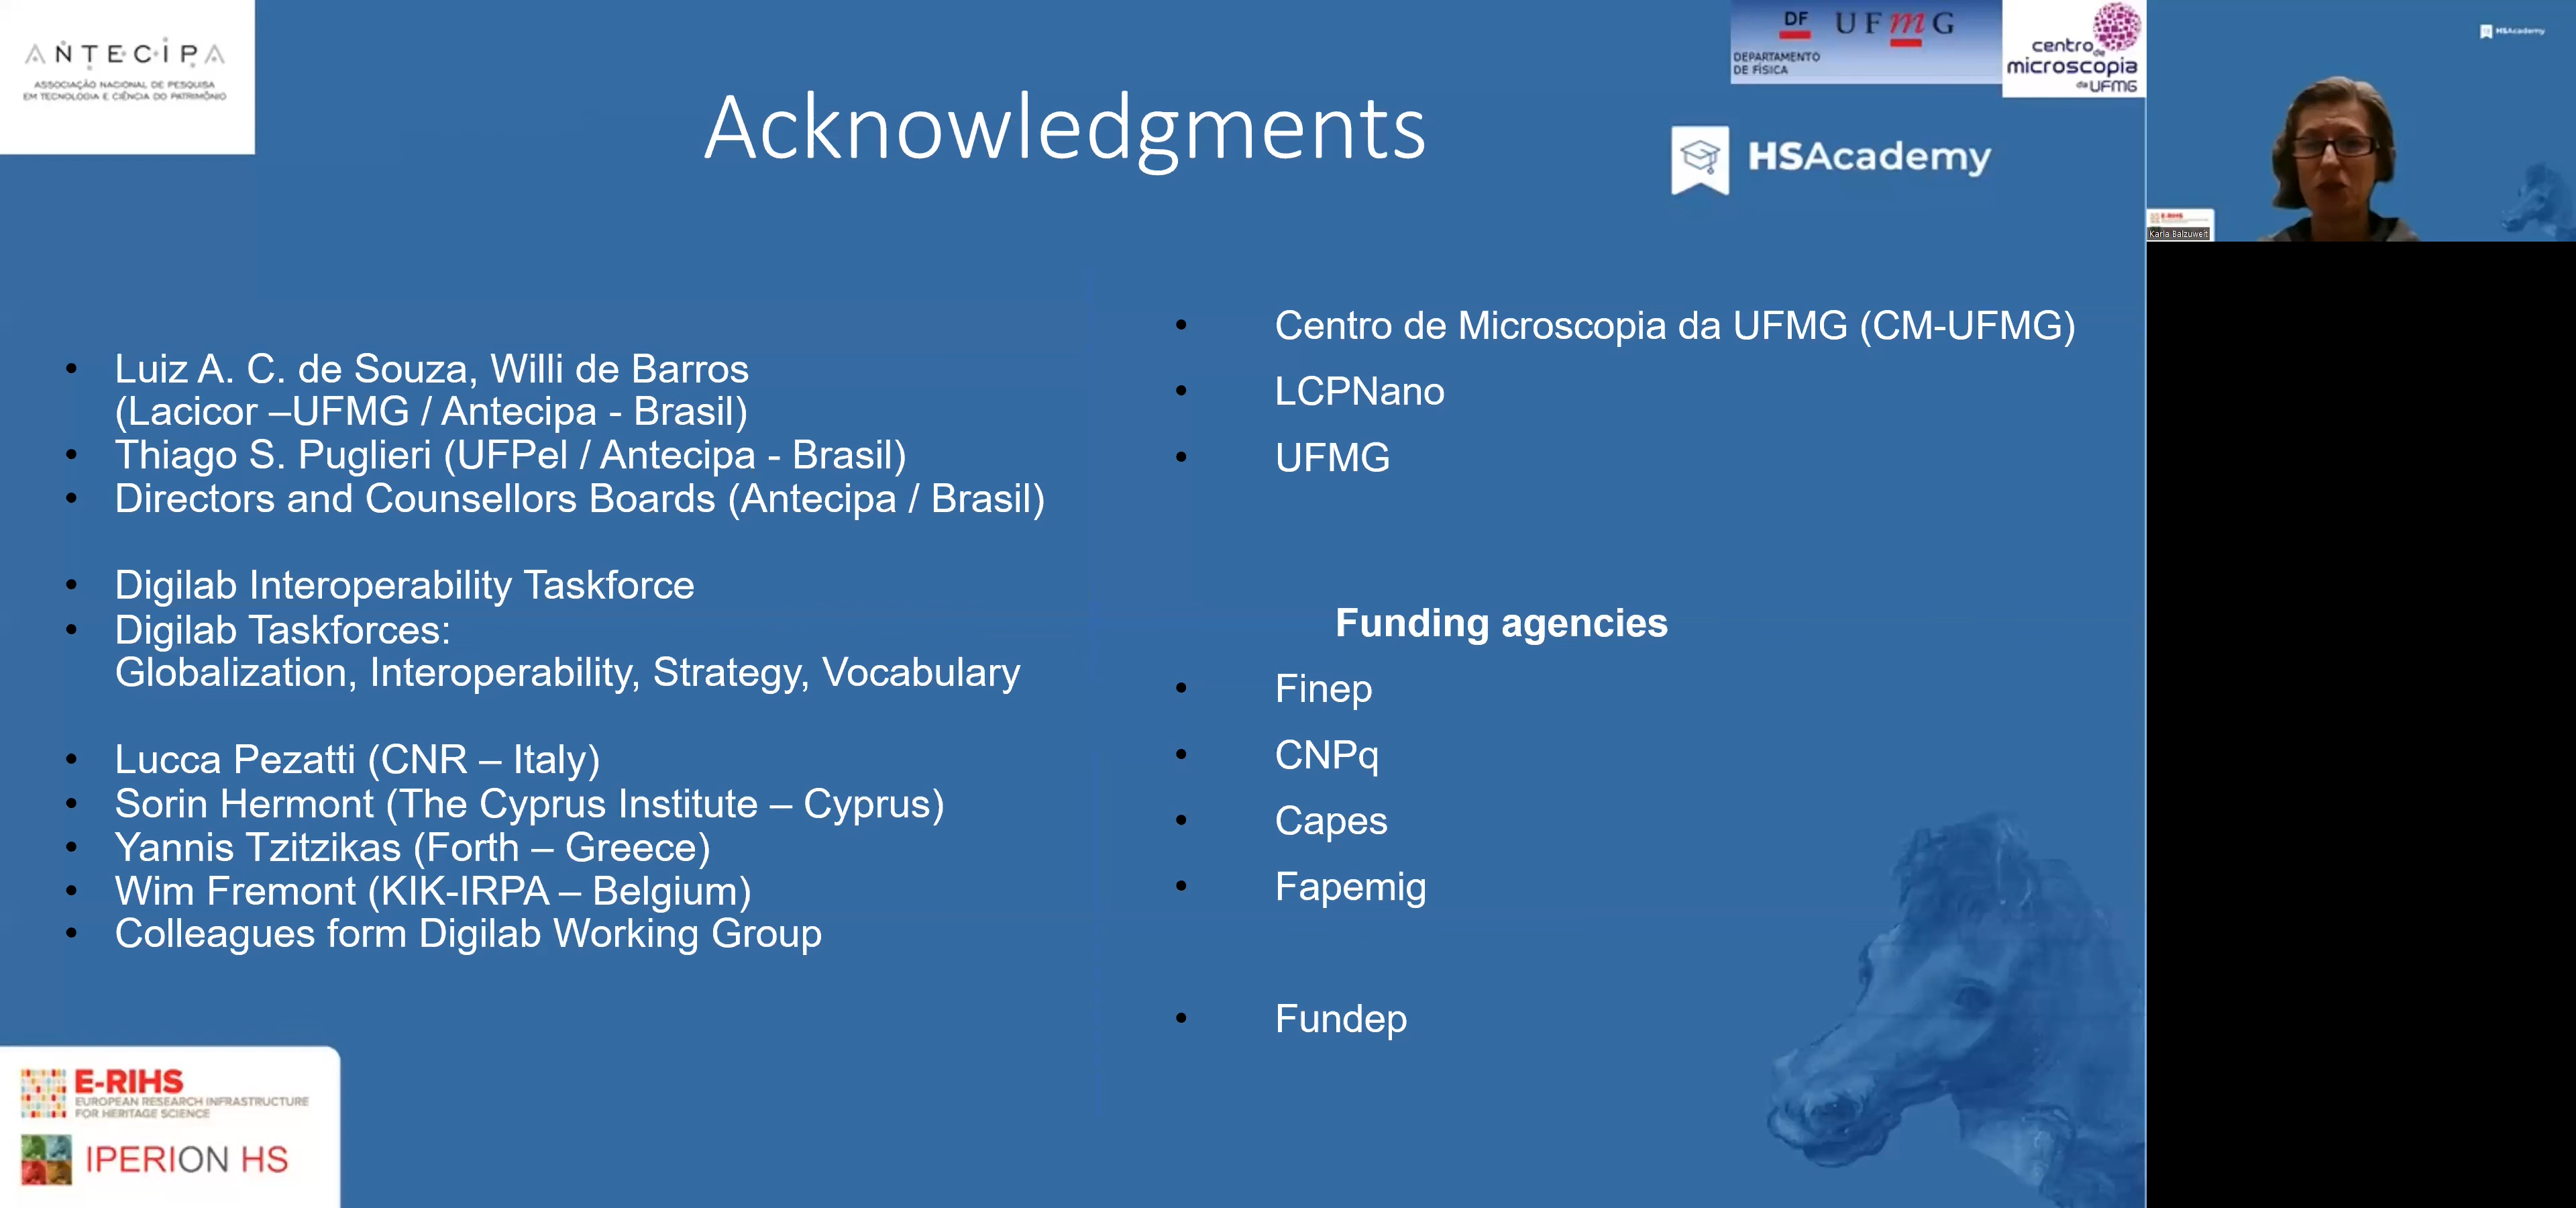 ANTECIPA
ASSOCIAÇÃO NACIONAL DE PESQUISA
EM TECNOLOGIA E CIÊNCIA DO PATRIMÔNIO
Acknowledgments
DF UFmG
DEPARTAMENTO
DE FÍSICA
centro de
microscopia
da UFMG
HSAcademy
HSAcademy
E-RIHS
Karla Balzuweit
• Luiz A. C. de Souza, Willi de Barros
(Lacicor –UFMG / Antecipa - Brasil)
• Thiago S. Puglieri (UFPel / Antecipa - Brasil)
• Directors and Counsellors Boards (Antecipa / Brasil)
• Digilab Interoperability Taskforce
• Digilab Taskforces:
Globalization, Interoperability, Strategy, Vocabulary
• Lucca Pezatti (CNR – Italy)
• Sorin Hermont (The Cyprus Institute – Cyprus)
• Yannis Tzitzikas (Forth – Greece)
• Wim Fremont (KIK-IRPA – Belgium)
• Colleagues form Digilab Working Group
• Centro de Microscopia da UFMG (CM-UFMG)
• LCPNano
• UFMG
Funding agencies
• Finep
• CNPq
• Capes
• Fapemig
• Fundep
E-RIHS
EUROPEAN RESEARCH INFRASTRUCTURE
FOR HERITAGE SCIENCE
IPERION HS